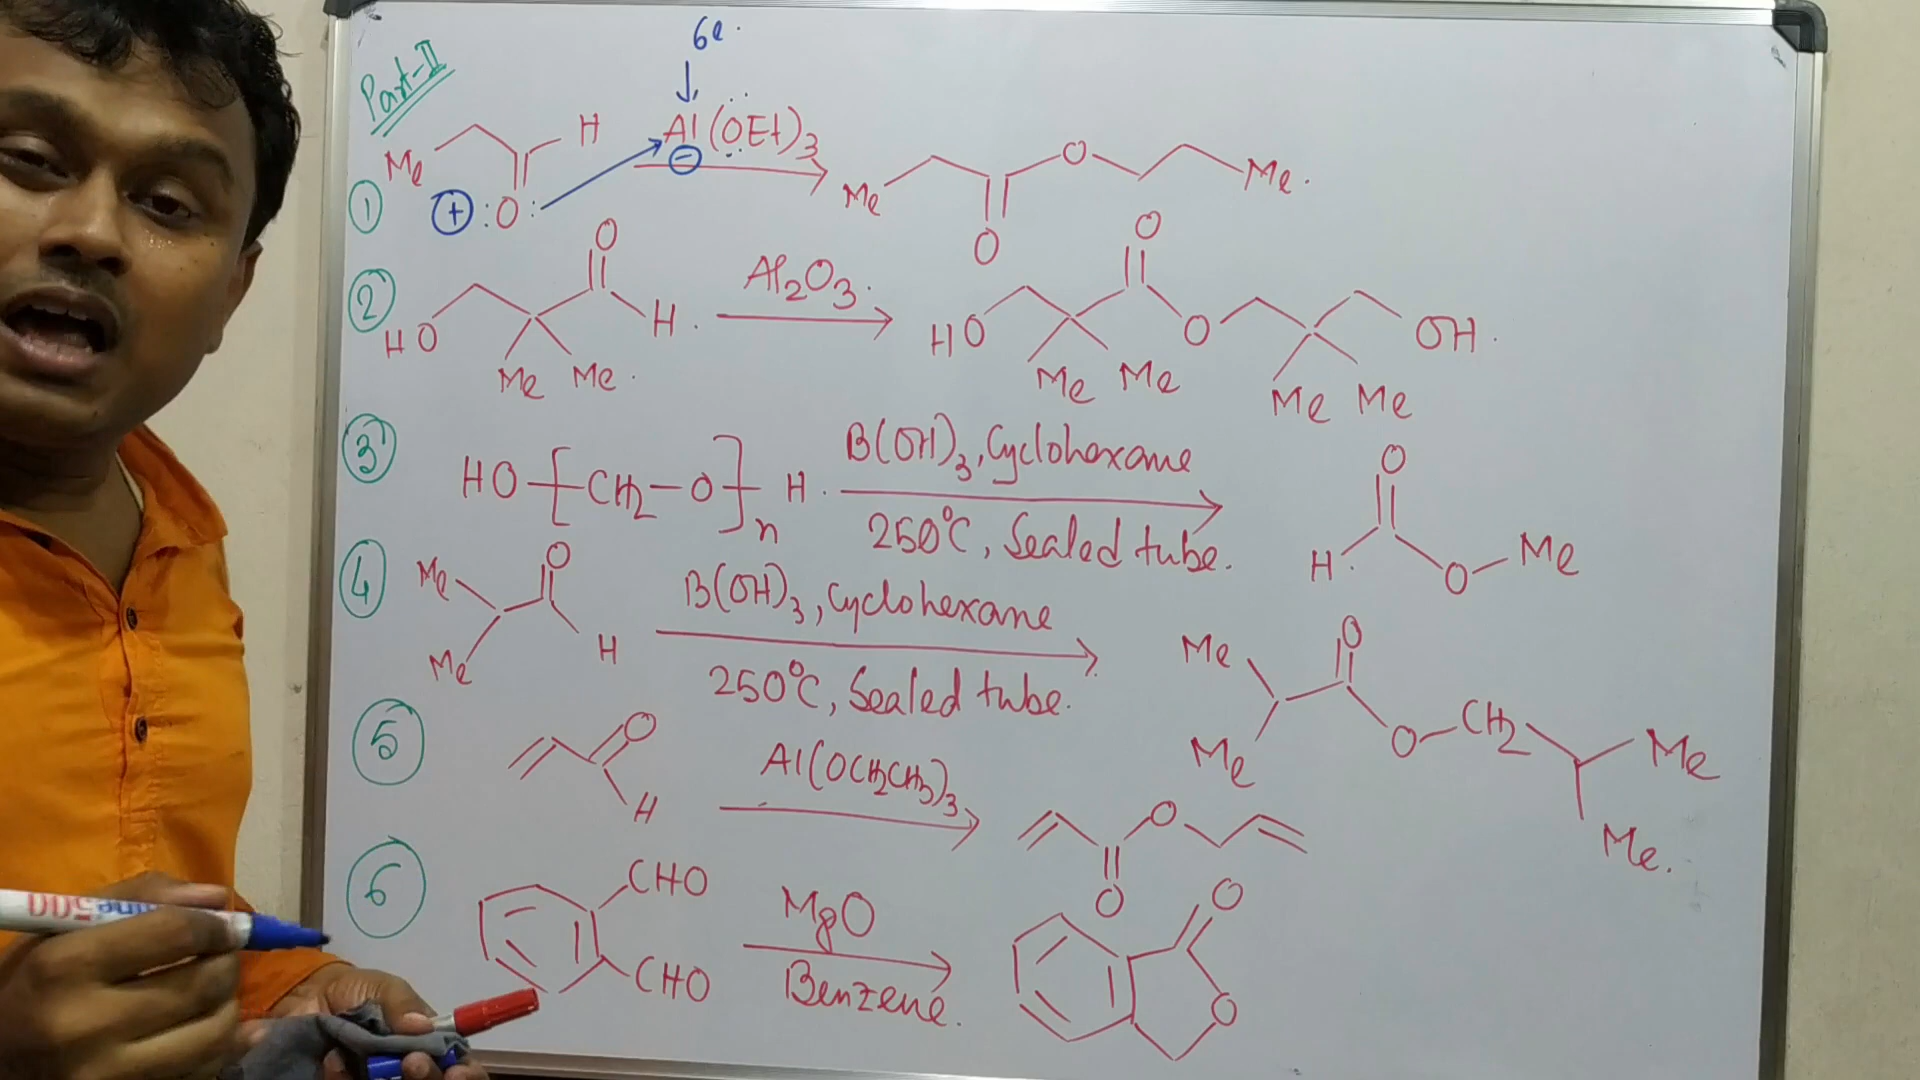 Part-II
6e.
① Me H ⊕ :O: Al(OEt)3 ⊖ Me O O Me.
② HO Me Me. O H. Al2O3. HO Me Me O O Me Me OH.
③ HO-[CH2-O]n H. B(OH)3, Cyclohexane
250°C, Sealed tube.
H. O O Me
④ Me Me O H B(OH)3, Cyclohexane
250°C, Sealed tube.
Me Me O O CH2 Me Me.
⑤ O H Al(OCH2CH3)3 O O
⑥ CHO CHO MgO
Benzene.
O O
500